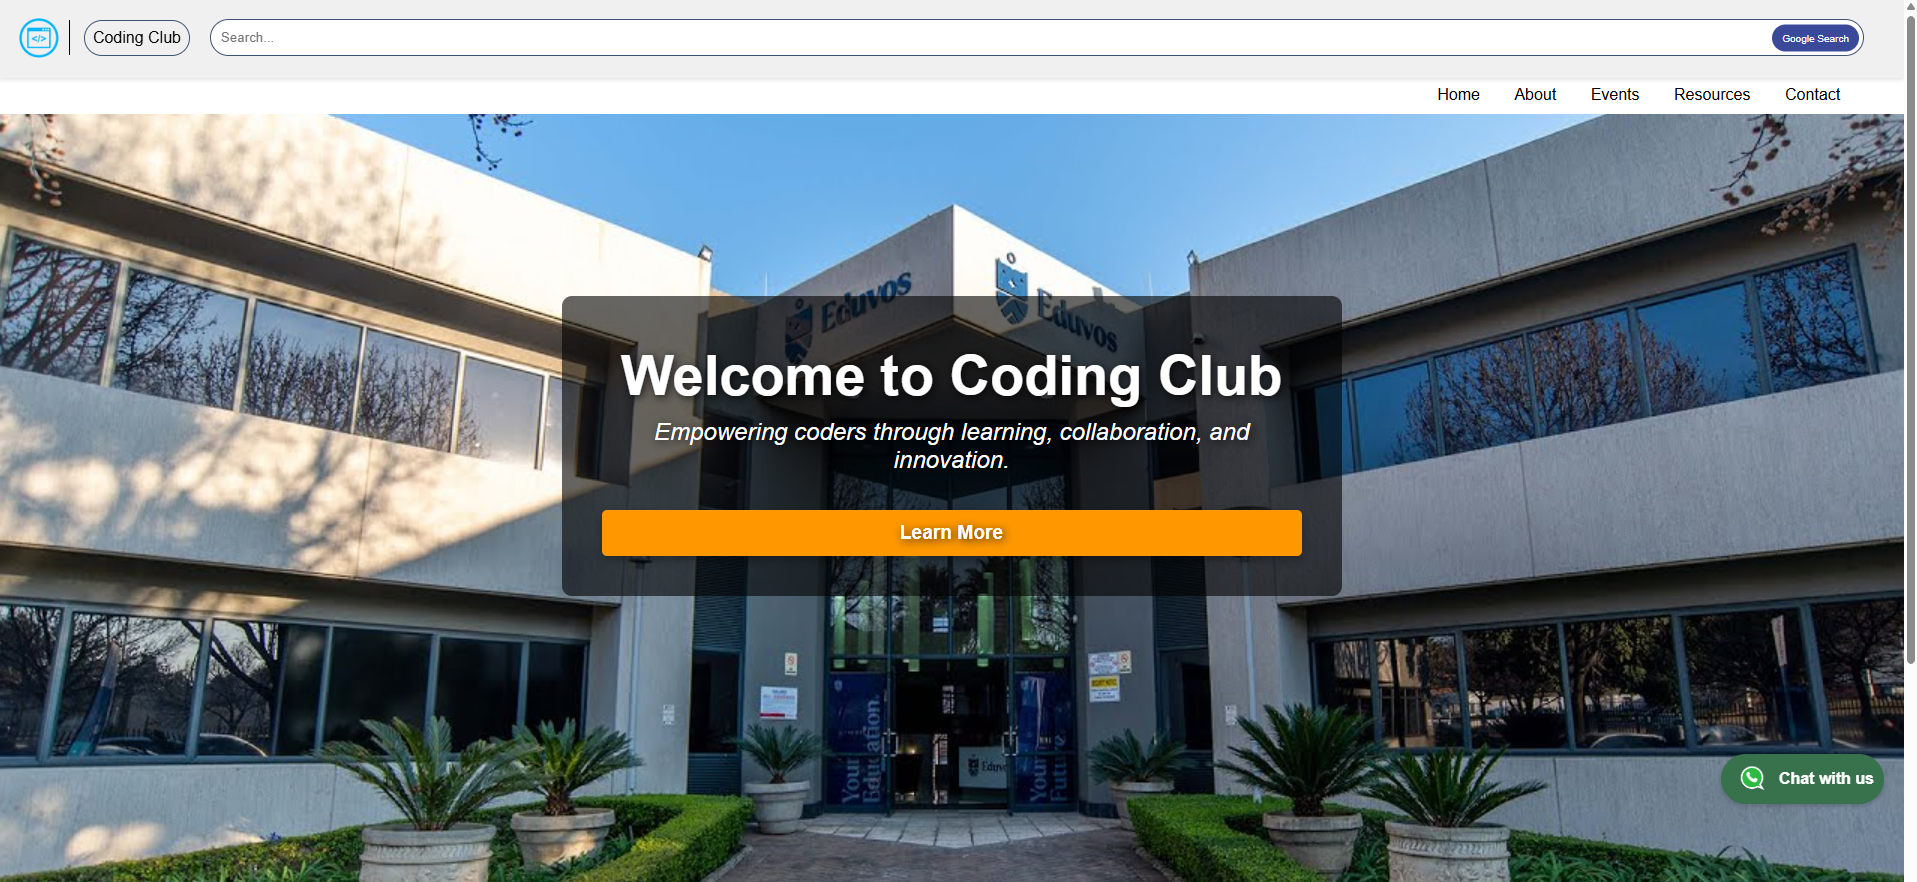 </>
Coding Club
Search...
Google Search
Home
About
Events
Resources
Contact
Eduvos
Eduvos
Welcome to Coding Club
Empowering coders through learning, collaboration, and
innovation.
Learn More
Your
Education.
Your
Future
Chat with us